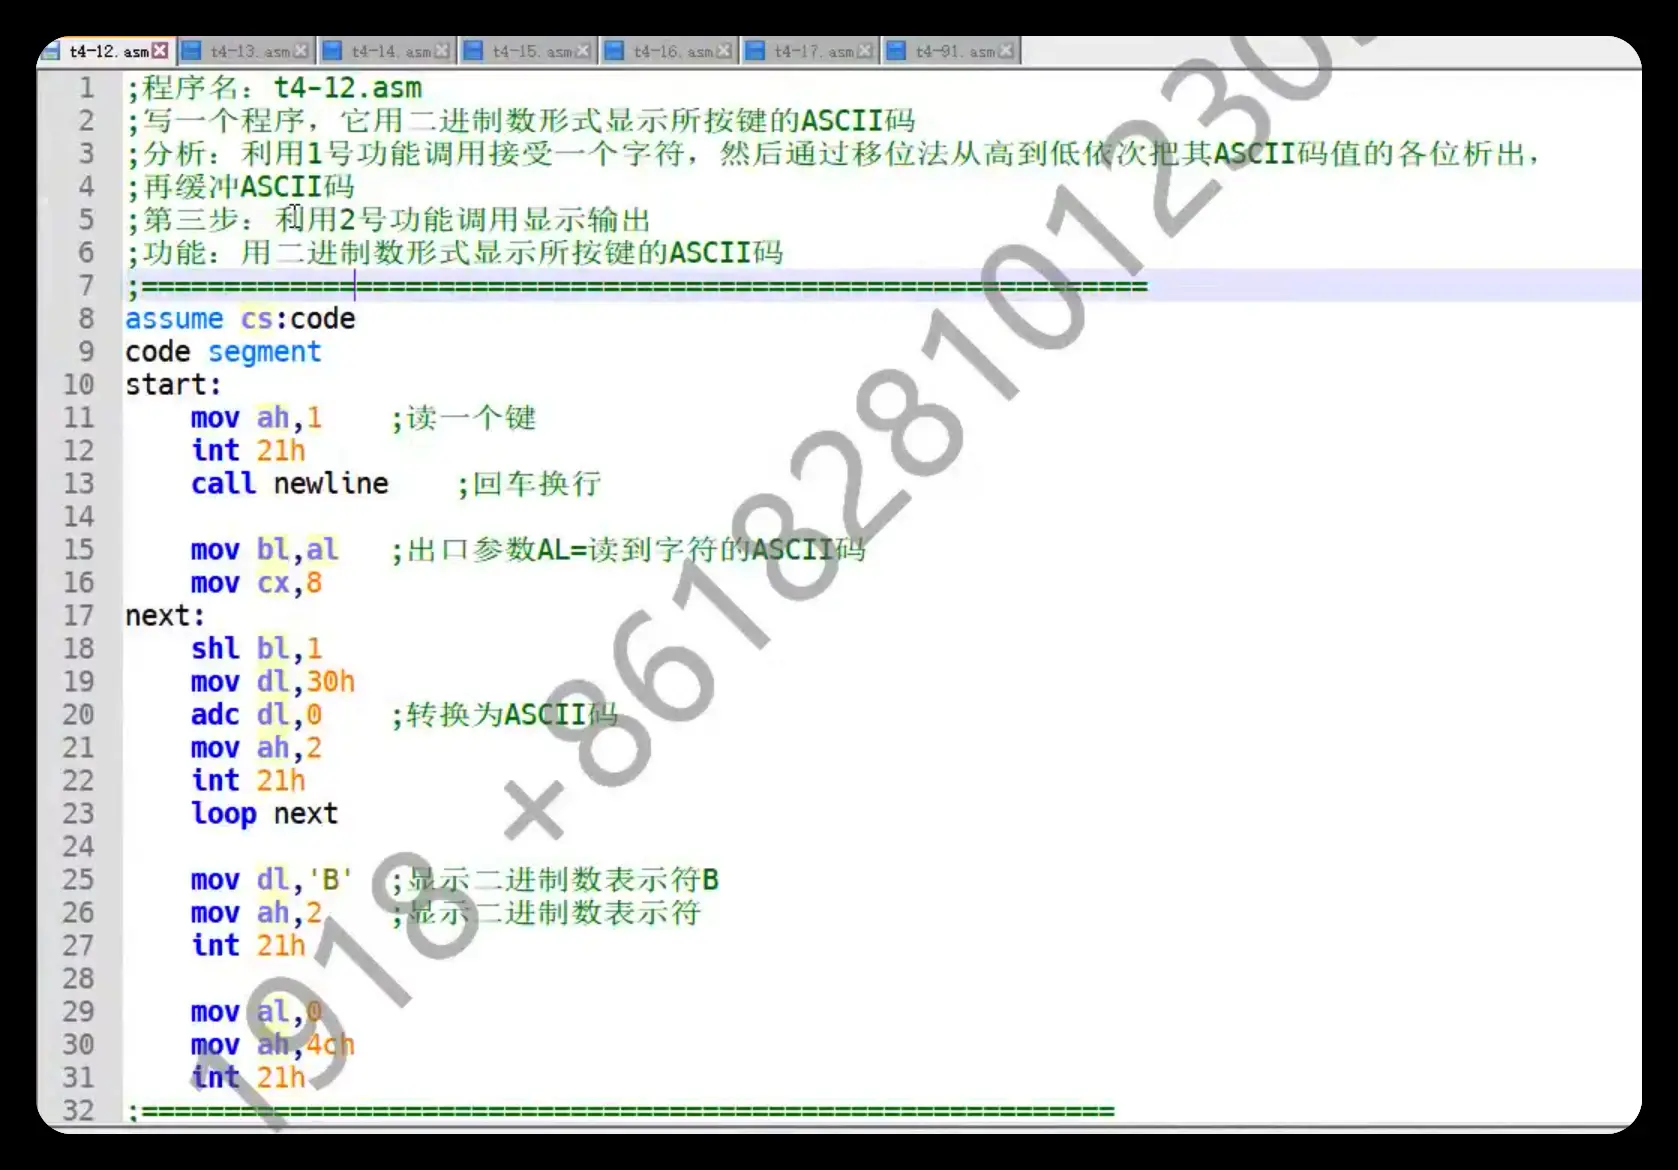 t4-12.asm t4-13.asm t4-14.asm t4-15.asm t4-16.asm t4-17.asm t4-91.asm
1 ;程序名：t4-12.asm
2 ;写一个程序，它用二进制数形式显示所按键的ASCII码
3 ;分析：利用1号功能调用接受一个字符，然后通过移位法从高到低依次把其ASCII码值的各位析出，
4 ;再缓冲ASCII码
5 ;第三步：利用2号功能调用显示输出
6 ;功能：用二进制数形式显示所按键的ASCII码
7 ;=============================================================
8 assume cs:code
9 code segment
10 start:
11 mov ah,1 ;读一个键
12 int 21h
13 call newline ;回车换行
14
15 mov bl,al ;出口参数AL=读到字符的ASCII码
16 mov cx,8
17 next:
18 shl bl,1
19 mov dl,30h
20 adc dl,0 ;转换为ASCII码
21 mov ah,2
22 int 21h
23 loop next
24
25 mov dl,'B' ;显示二进制数表示符B
26 mov ah,2 ;显示二进制数表示符
27 int 21h
28
29 mov al,0
30 mov ah,4ch
31 int 21h
32 ;===========================================================
1918 +861828101230